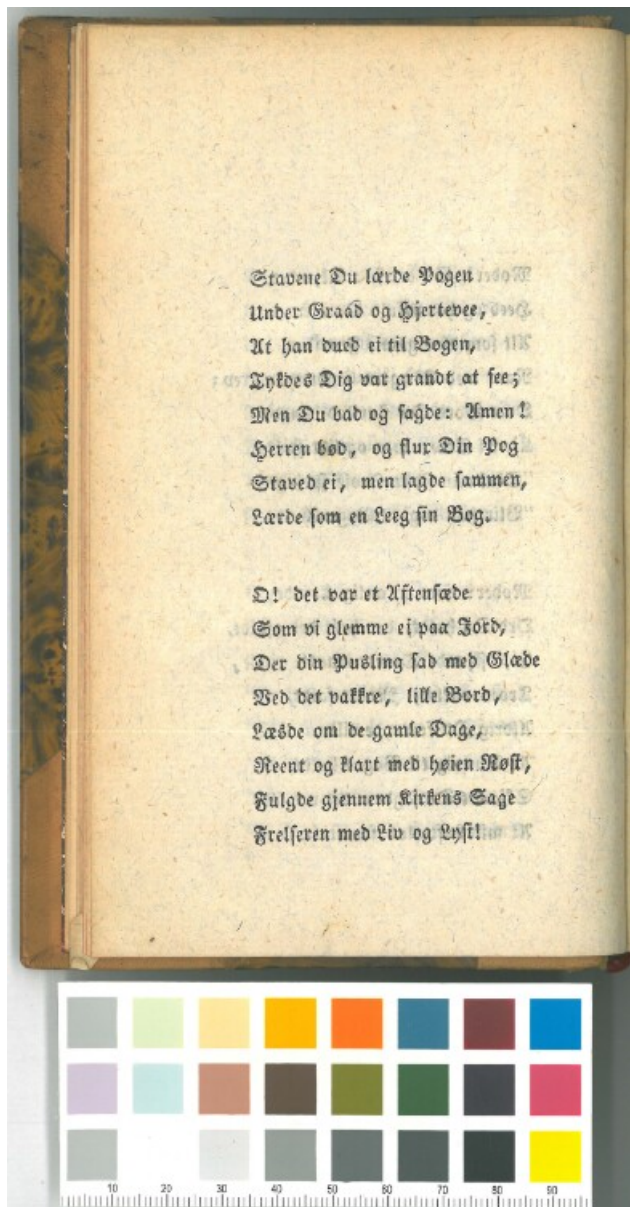 Stavene Du lærde Pogen
Under Graad og Hjertevee,
At han dued ei til Bogen,
Tykdes Dig var grandt at see;
Men Du bad og sagde: Amen!
Herren bød, og flux Din Pog
Staved ei, men lagde sammen,
Lærde som en Leeg sin Bog.
O! det var et Aftensæde
Som vi glemme ei paa Jord,
Der din Pusling sad med Glæde
Ved det vakkre, lille Bord,
Læsde om de gamle Dage,
Reent og klart med høien Røst,
Fulgde gjennem Kirkens Sage
Frelseren med Liv og Lyst!
10 20 30 40 50 60 70 80 90